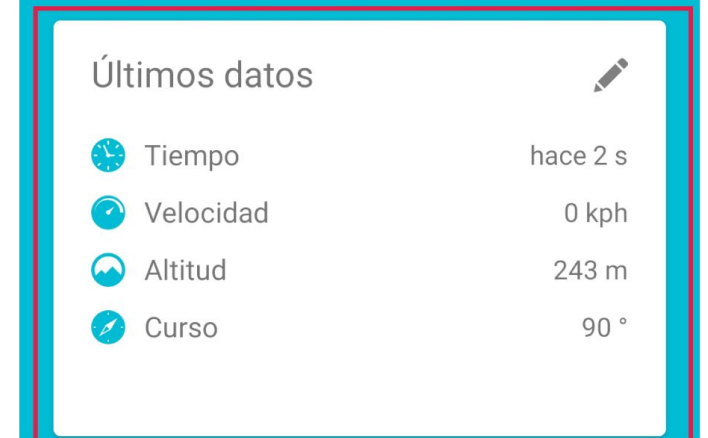 Últimos datos
Tiempo hace 2 s
Velocidad 0 kph
Altitud 243 m
Curso 90 °